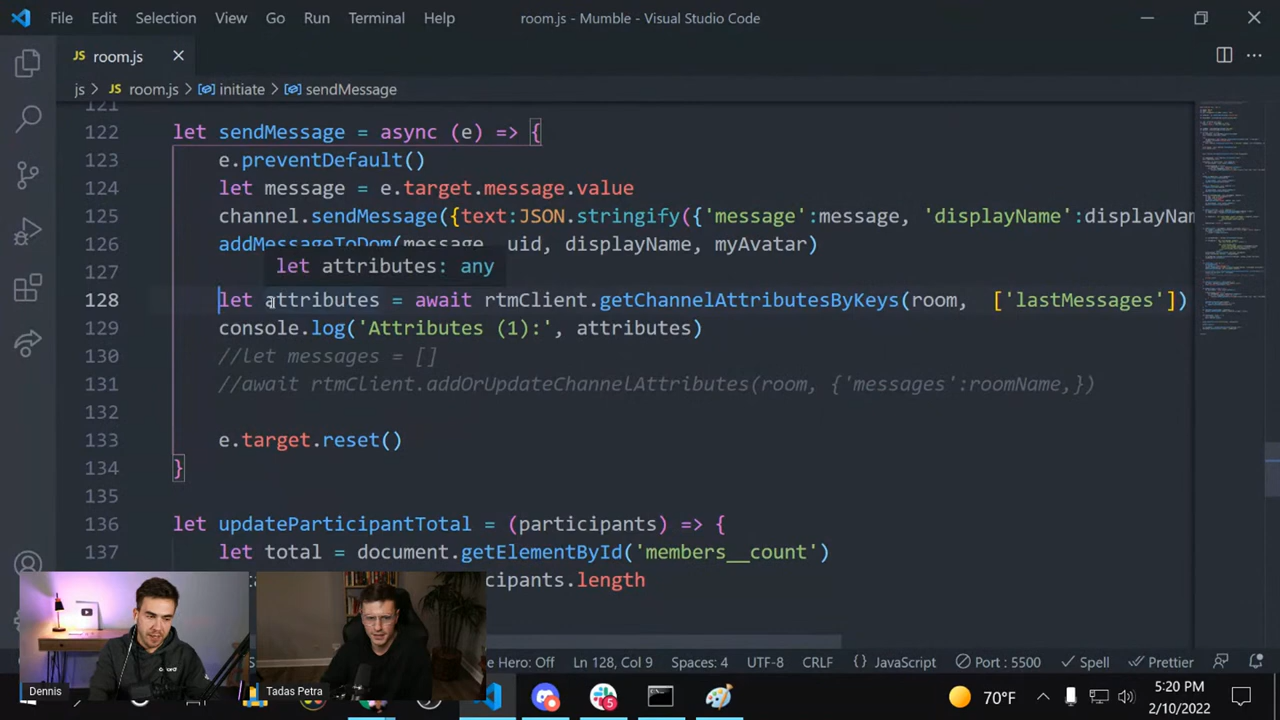 File Edit Selection View Go Run Terminal Help room.js - Mumble - Visual Studio Code
JS room.js
js > JS room.js > initiate > sendMessage
121
122 let sendMessage = async (e) => {
123 e.preventDefault()
124 let message = e.target.message.value
125 channel.sendMessage({text:JSON.stringify({'message':message, 'displayName':displayNam
126 addMessageToDom(message, uid, displayName, myAvatar)
let attributes: any
127
128 let attributes = await rtmClient.getChannelAttributesByKeys(room, ['lastMessages'])
129 console.log('Attributes (1):', attributes)
130 //let messages = []
131 //await rtmClient.addOrUpdateChannelAttributes(room, {'messages':roomName,})
132
133 e.target.reset()
134 }
135
136 let updateParticipantTotal = (participants) => {
137 let total = document.getElementById('members__count')
cipants.length
Hero: Off Ln 128, Col 9 Spaces: 4 UTF-8 CRLF {} JavaScript Port : 5500 Spell Prettier
Dennis Tadas Petra
5
70°F
5:20 PM
2/10/2022